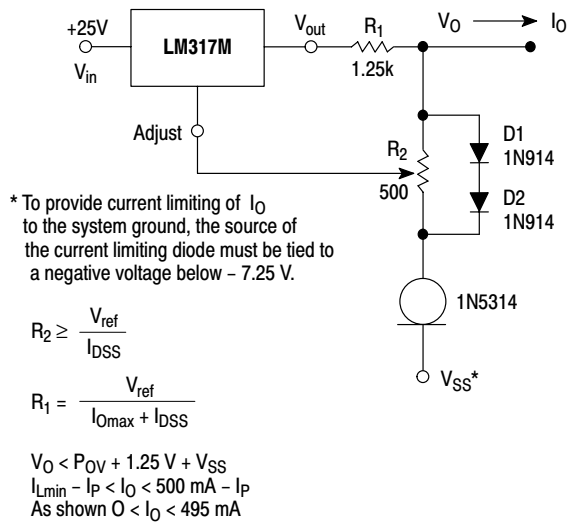 +25V
V_in
LM317M
V_out
R_1
1.25k
V_O
I_O
Adjust
R_2
500
D1
1N914
D2
1N914
1N5314
V_SS*
* To provide current limiting of I_O
to the system ground, the source of
the current limiting diode must be tied to
a negative voltage below – 7.25 V.
R_2 ≥ V_ref / I_DSS
R_1 = V_ref / I_Omax + I_DSS
V_O < P_OV + 1.25 V + V_SS
I_Lmin – I_P < I_O < 500 mA – I_P
As shown O < I_O < 495 mA